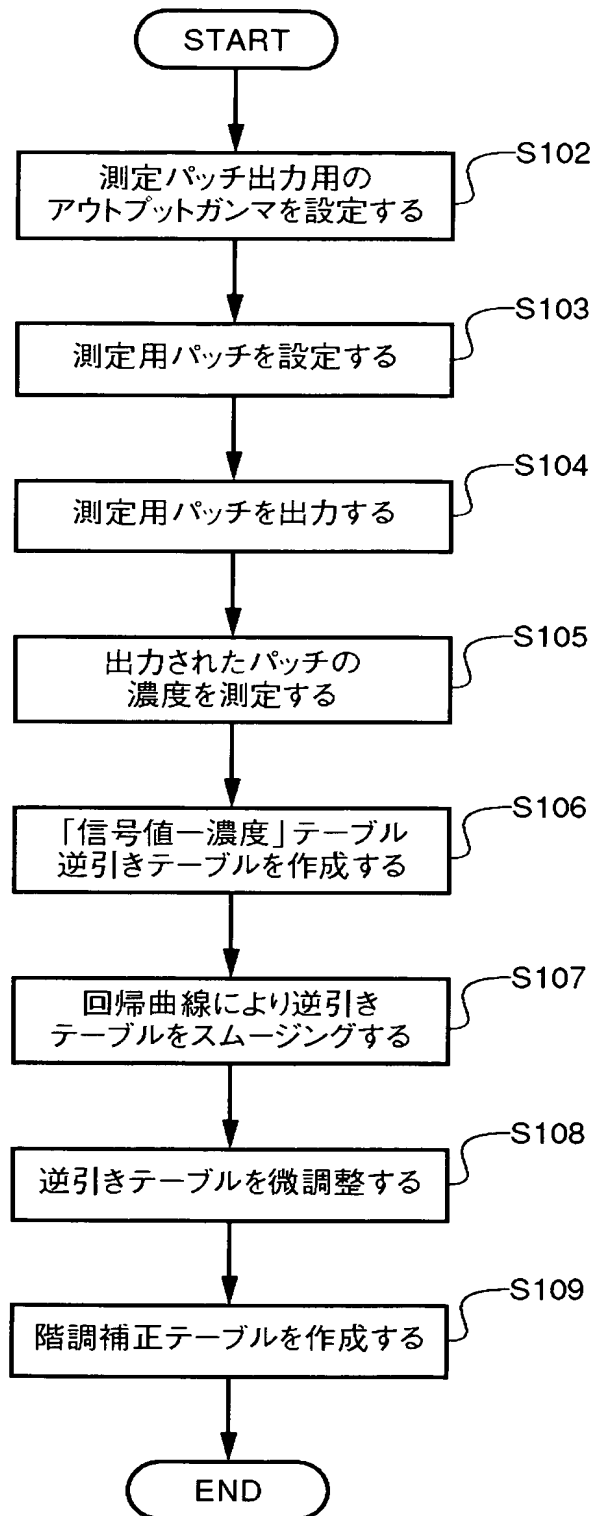 START
測定パッチ出力用の
アウトプットガンマを設定する
S102
測定用パッチを設定する
S103
測定用パッチを出力する
S104
出力されたパッチの
濃度を測定する
S105
「信号値ー濃度」テーブル
逆引きテーブルを作成する
S106
回帰曲線により逆引き
テーブルをスムージングする
S107
逆引きテーブルを微調整する
S108
階調補正テーブルを作成する
S109
END